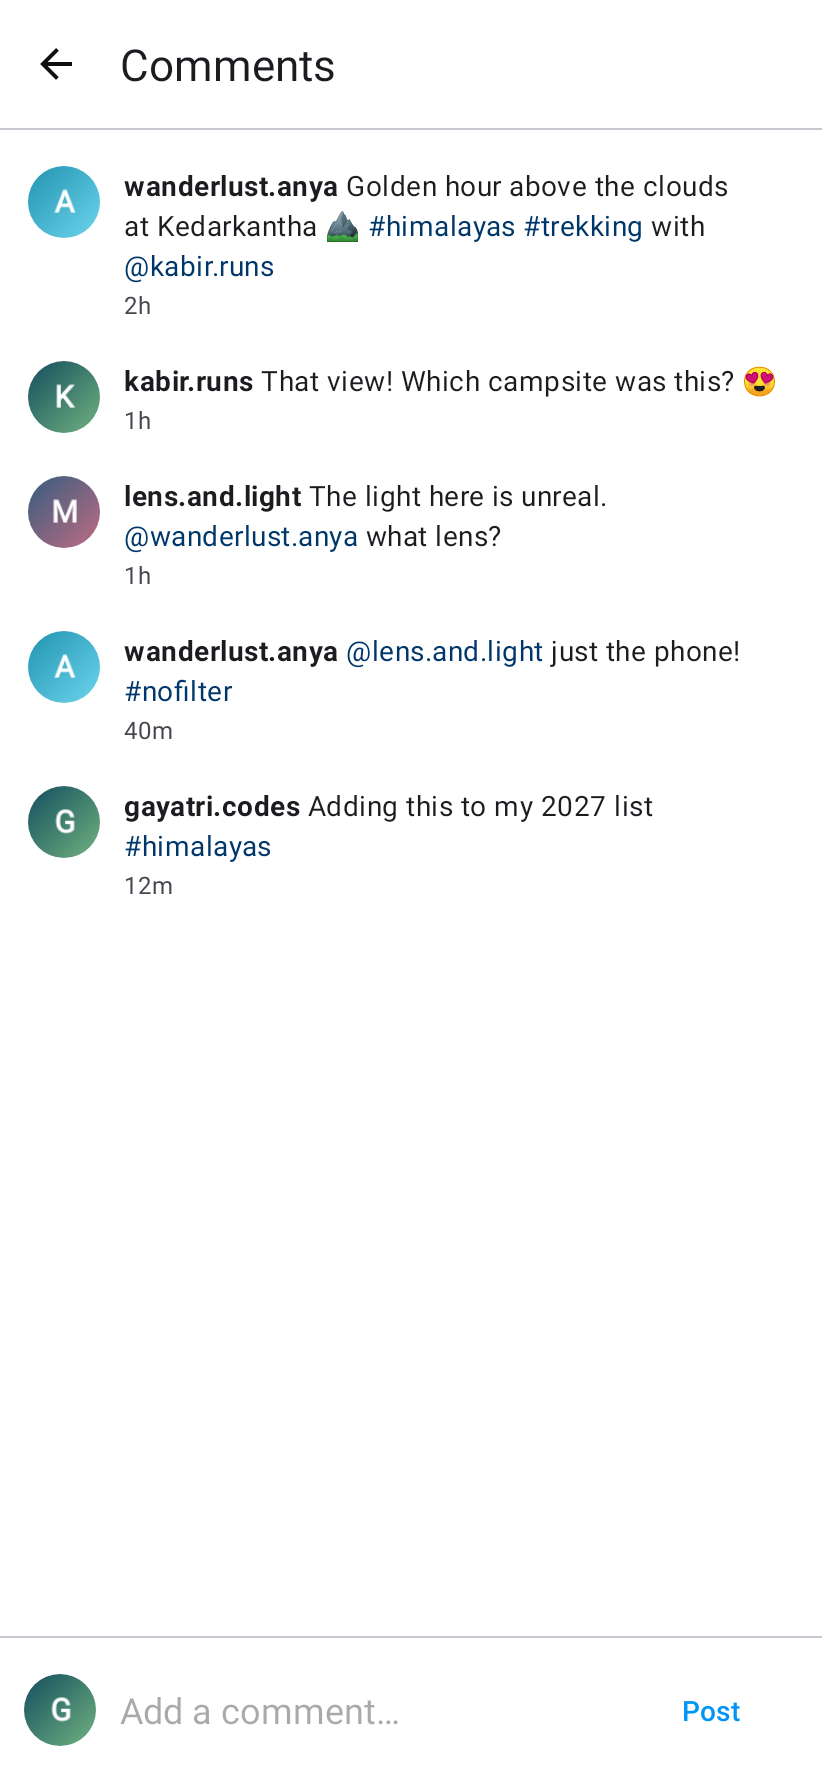 Comments
A
wanderlust.anya Golden hour above the clouds
at Kedarkantha ⛰️ #himalayas #trekking with
@kabir.runs
2h
K
kabir.runs That view! Which campsite was this? 😍
1h
M
lens.and.light The light here is unreal.
@wanderlust.anya what lens?
1h
A
wanderlust.anya @lens.and.light just the phone!
#nofilter
40m
G
gayatri.codes Adding this to my 2027 list
#himalayas
12m
G
Add a comment…
Post